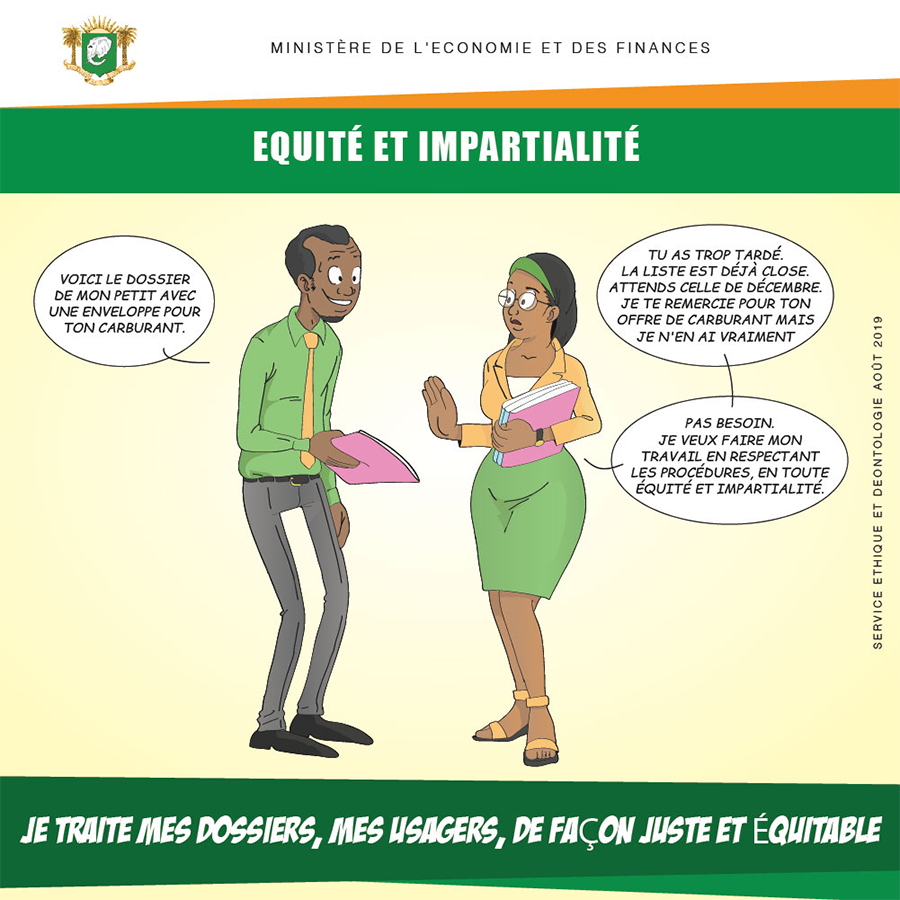 MINISTÈRE DE L'ECONOMIE ET DES FINANCES
EQUITÉ ET IMPARTIALITÉ
VOICI LE DOSSIER
DE MON PETIT AVEC
UNE ENVELOPPE POUR
TON CARBURANT.
TU AS TROP TARDÉ.
LA LISTE EST DÉJÀ CLOSE.
ATTENDS CELLE DE DÉCEMBRE.
JE TE REMERCIE POUR TON
OFFRE DE CARBURANT MAIS
JE N'EN AI VRAIMENT
PAS BESOIN.
JE VEUX FAIRE MON
TRAVAIL EN RESPECTANT
LES PROCÉDURES, EN TOUTE
ÉQUITÉ ET IMPARTIALITÉ.
SERVICE ETHIQUE ET DEONTOLOGIE AOÛT 2019
JE TRAITE MES DOSSIERS, MES USAGERS, DE FAÇON JUSTE ET ÉQUITABLE